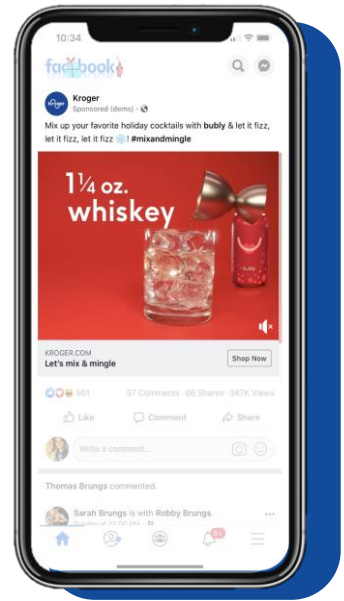 10:34
facebook
Kroger
Kroger
Sponsored (demo) ·
Mix up your favorite holiday cocktails with bubly & let it fizz,
let it fizz, let it fizz ! #mixandmingle
1¼ oz.
whiskey
KROGER.COM
Let's mix & mingle
Shop Now
501
57 Comments 66 Shares 347K Views
Like
Comment
Share
Write a comment...
Thomas Brungs commented.
Sarah Brungs is with Robby Brungs.
9+